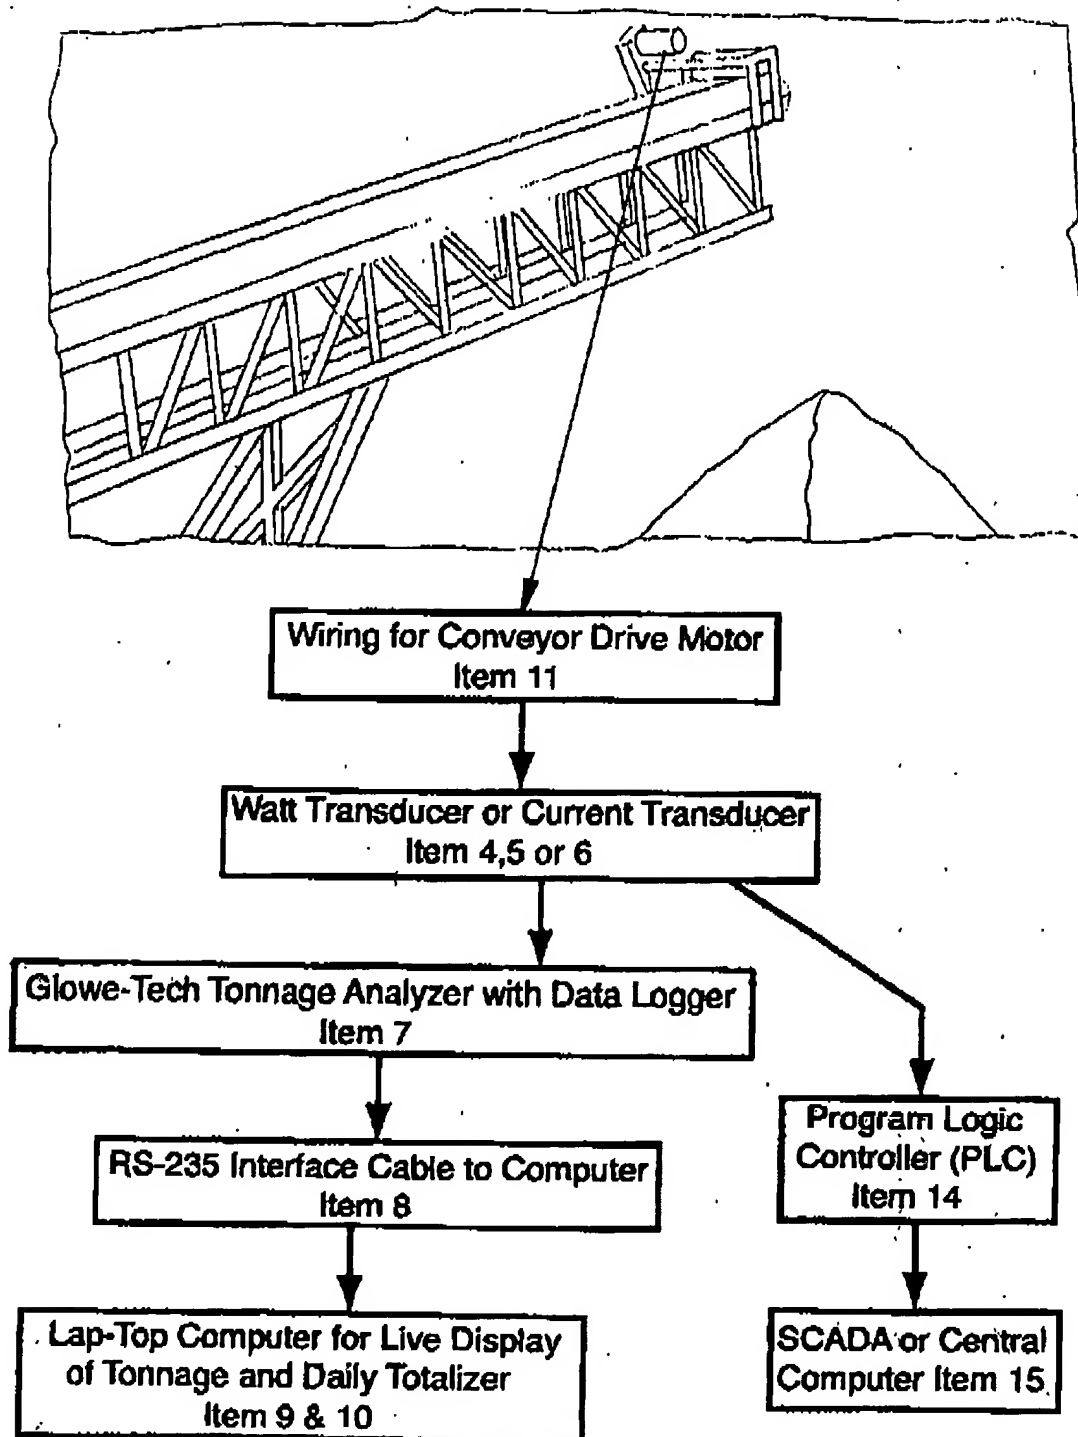 Wiring for Conveyor Drive Motor
Item 11
Watt Transducer or Current Transducer
Item 4,5 or 6
Glowe-Tech Tonnage Analyzer with Data Logger
Item 7
RS-235 Interface Cable to Computer
Item 8
Lap-Top Computer for Live Display
of Tonnage and Daily Totalizer
Item 9 & 10
Program Logic
Controller (PLC)
Item 14
SCADA or Central
Computer Item 15